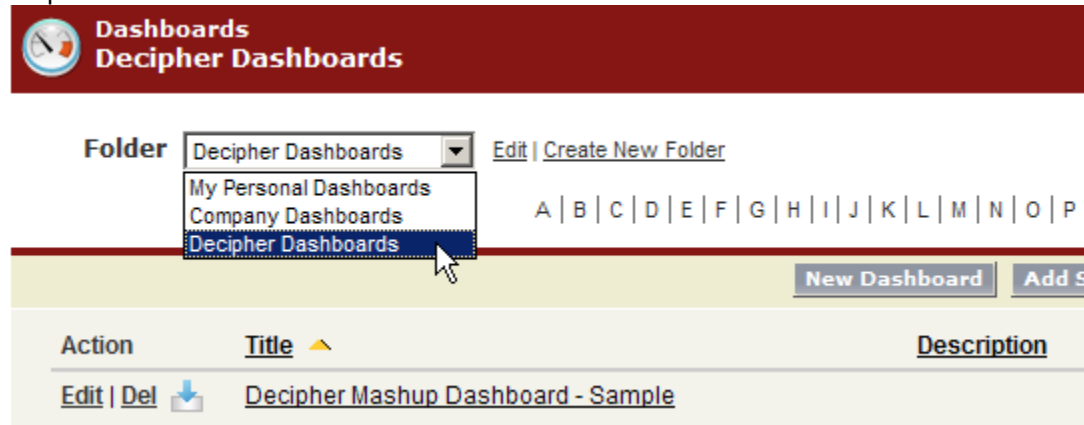 Dashboards
Decipher Dashboards
Folder Decipher Dashboards Edit | Create New Folder
My Personal Dashboards
Company Dashboards
Decipher Dashboards
A | B | C | D | E | F | G | H | I | J | K | L | M | N | O | P
New Dashboard Add S
Action Title Description
Edit | Del Decipher Mashup Dashboard - Sample